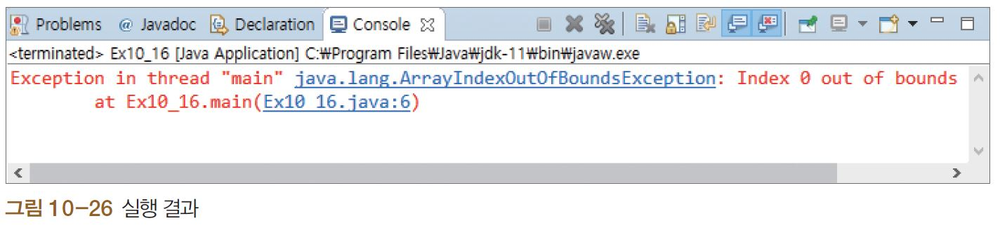 Problems @ Javadoc Declaration Console
<terminated> Ex10_16 [Java Application] C:₩Program Files₩Java₩jdk-11₩bin₩javaw.exe
Exception in thread "main" java.lang.ArrayIndexOutOfBoundsException: Index 0 out of bounds
at Ex10_16.main(Ex10_16.java:6)
그림 10-26 실행 결과